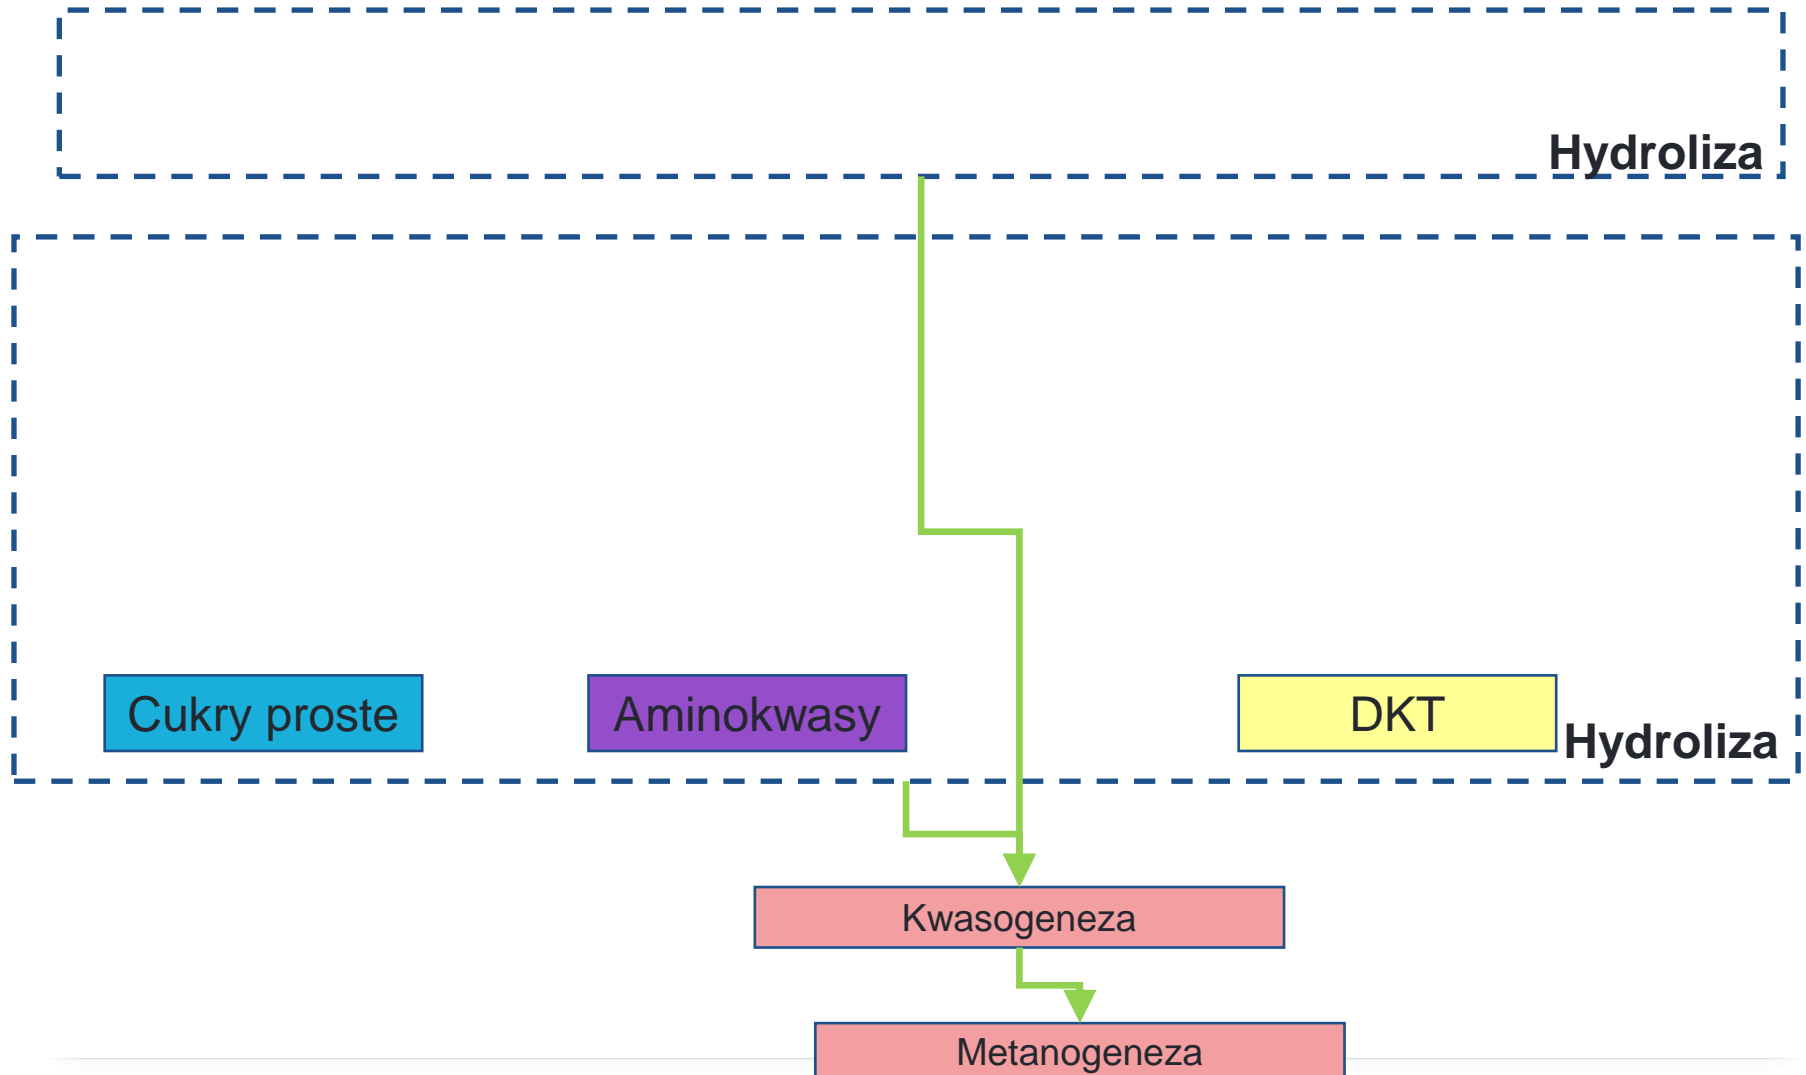 Hydroliza
Cukry proste
Aminokwasy
DKT
Hydroliza
Kwasogeneza
Metanogeneza